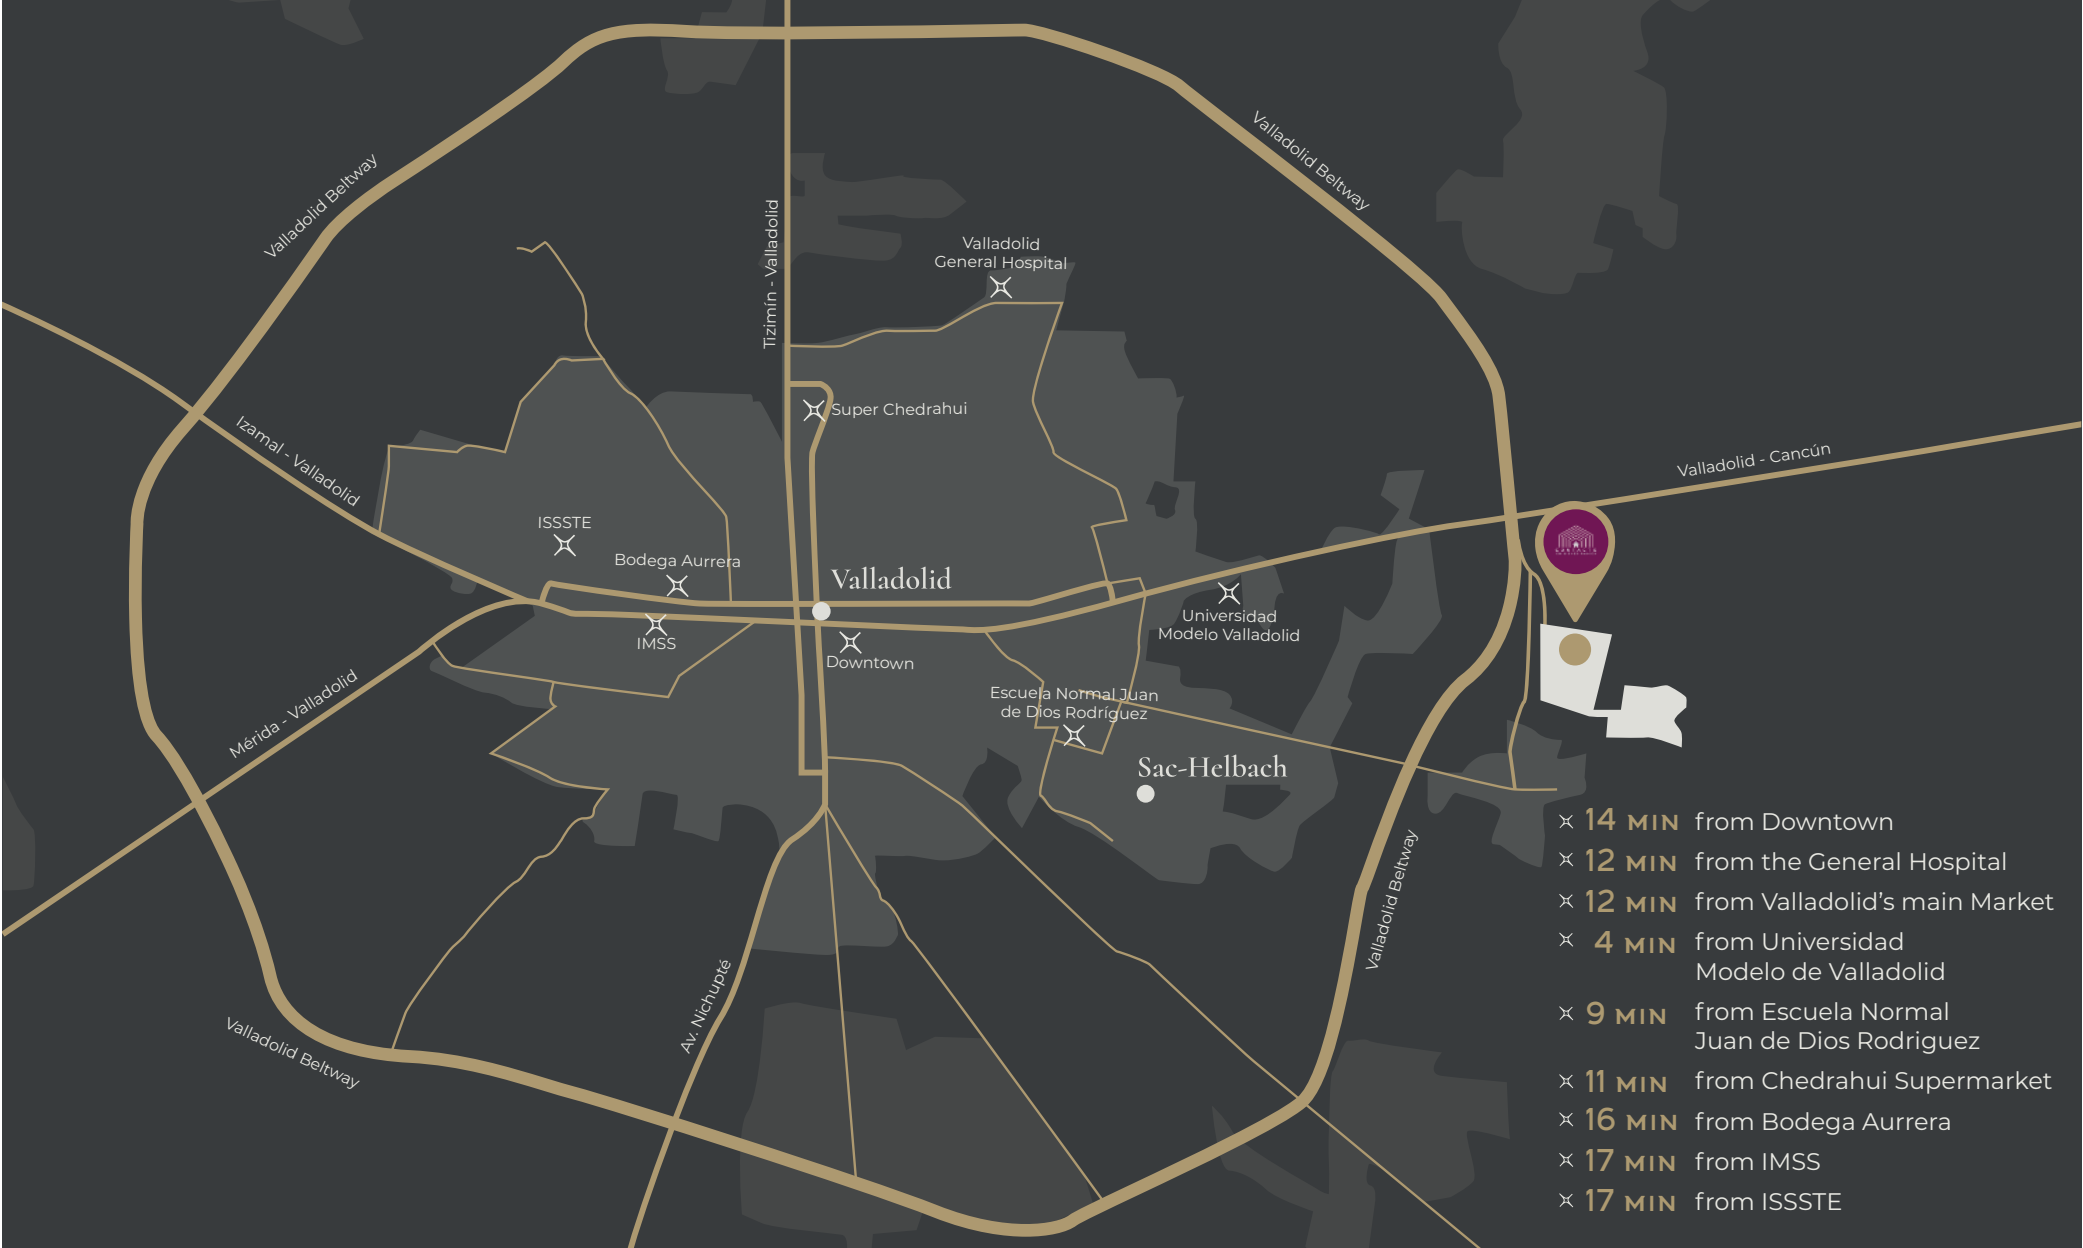 Valladolid Beltway
Valladolid Beltway
Tizimín - Valladolid
Valladolid
General Hospital
Super Chedrahui
Izamal - Valladolid
Valladolid - Cancún
ISSSTE
Bodega Aurrera
Valladolid
IMSS
Downtown
Universidad
Modelo Valladolid
Mérida - Valladolid
Escuela Normal Juan
de Dios Rodríguez
Sac-Helbach
Valladolid Beltway
Av. Nichupté
Valladolid Beltway
14 MIN from Downtown
12 MIN from the General Hospital
12 MIN from Valladolid’s main Market
4 MIN from Universidad
Modelo de Valladolid
9 MIN from Escuela Normal
Juan de Dios Rodriguez
11 MIN from Chedrahui Supermarket
16 MIN from Bodega Aurrera
17 MIN from IMSS
17 MIN from ISSSTE